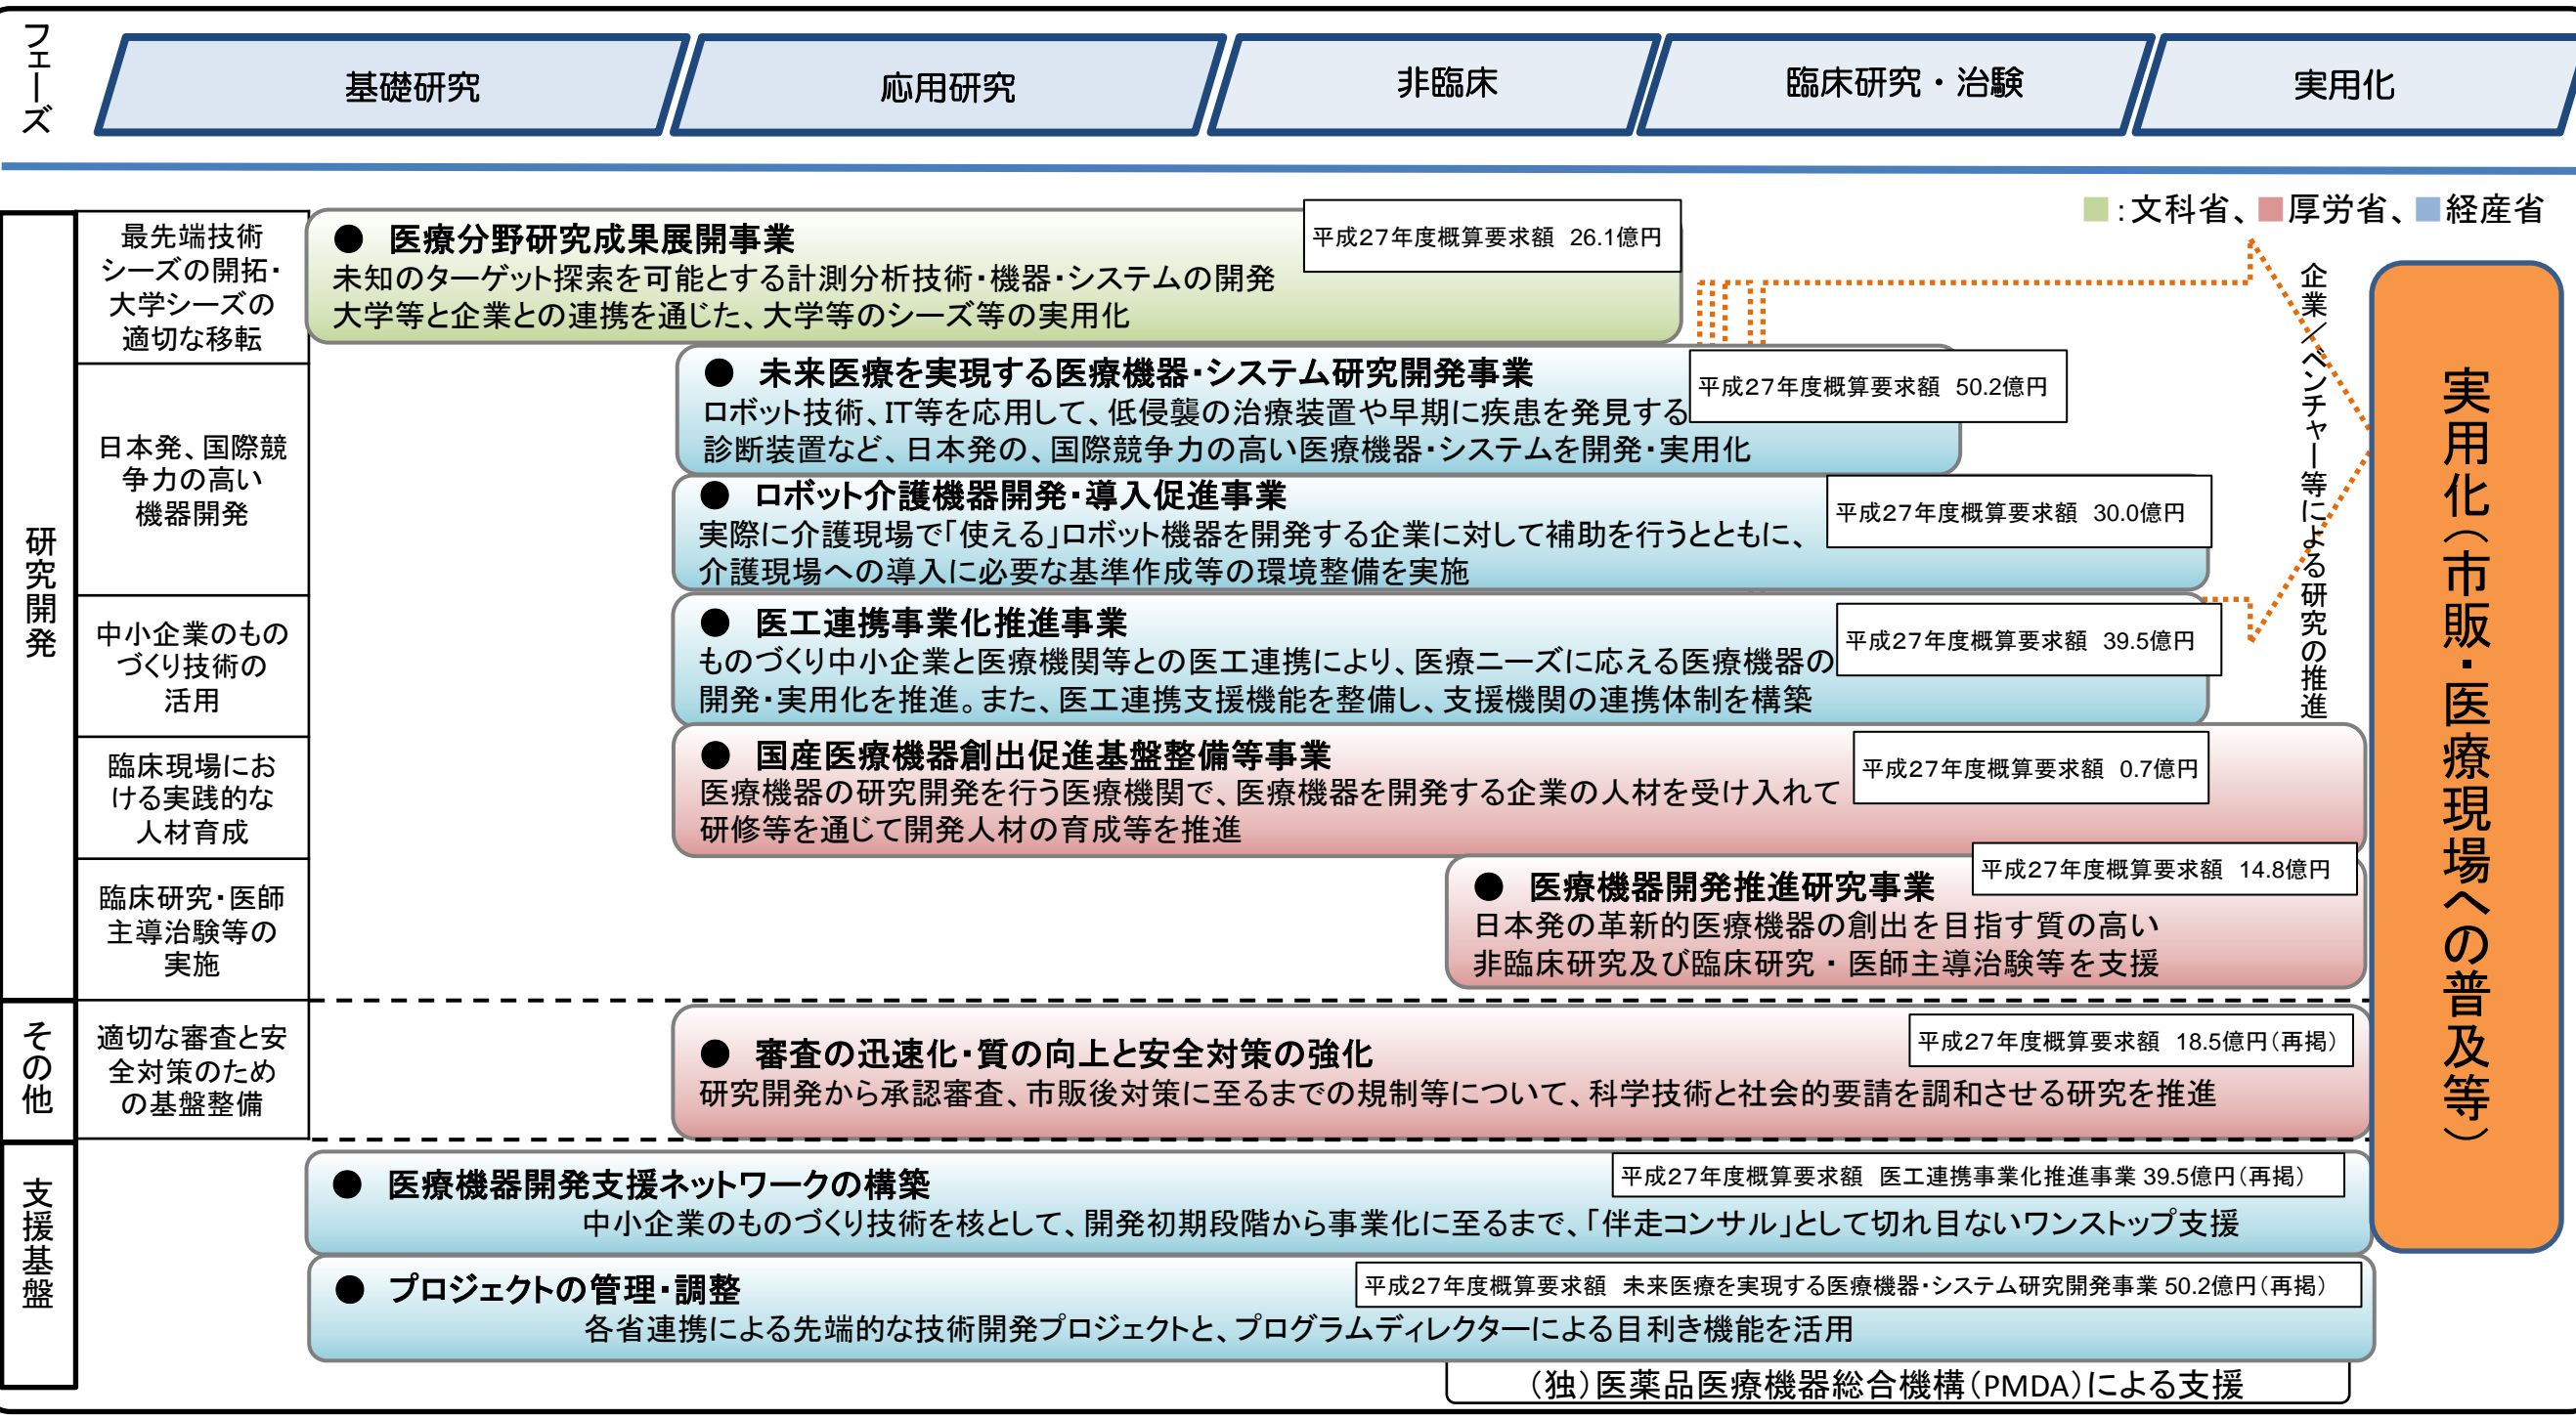 フェーズ
基礎研究
応用研究
非臨床
臨床研究・治験
実用化
:文科省、厚労省、経産省
研究開発
最先端技術
シーズの開拓・
大学シーズの
適切な移転
● 医療分野研究成果展開事業
平成27年度概算要求額 26.1億円
未知のターゲット探索を可能とする計測分析技術・機器・システムの開発
大学等と企業との連携を通じた、大学等のシーズ等の実用化
日本発、国際競
争力の高い
機器開発
● 未来医療を実現する医療機器・システム研究開発事業
平成27年度概算要求額 50.2億円
ロボット技術、IT等を応用して、低侵襲の治療装置や早期に疾患を発見する
診断装置など、日本発の、国際競争力の高い医療機器・システムを開発・実用化
● ロボット介護機器開発・導入促進事業
平成27年度概算要求額 30.0億円
実際に介護現場で「使える」ロボット機器を開発する企業に対して補助を行うとともに、
介護現場への導入に必要な基準作成等の環境整備を実施
中小企業のもの
づくり技術の
活用
● 医工連携事業化推進事業
平成27年度概算要求額 39.5億円
ものづくり中小企業と医療機関等との医工連携により、医療ニーズに応える医療機器の
開発・実用化を推進。また、医工連携支援機能を整備し、支援機関の連携体制を構築
臨床現場にお
ける実践的な
人材育成
● 国産医療機器創出促進基盤整備等事業
平成27年度概算要求額 0.7億円
医療機器の研究開発を行う医療機関で、医療機器を開発する企業の人材を受け入れて
研修等を通じて開発人材の育成等を推進
臨床研究・医師
主導治験等の
実施
● 医療機器開発推進研究事業
平成27年度概算要求額 14.8億円
日本発の革新的医療機器の創出を目指す質の高い
非臨床研究及び臨床研究・医師主導治験等を支援
企業/ベンチャー等による研究の推進
実用化(市販・医療現場への普及等)
その他
適切な審査と安
全対策のため
の基盤整備
● 審査の迅速化・質の向上と安全対策の強化
平成27年度概算要求額 18.5億円(再掲)
研究開発から承認審査、市販後対策に至るまでの規制等について、科学技術と社会的要請を調和させる研究を推進
支援基盤
● 医療機器開発支援ネットワークの構築
平成27年度概算要求額 医工連携事業化推進事業 39.5億円(再掲)
中小企業のものづくり技術を核として、開発初期段階から事業化に至るまで、「伴走コンサル」として切れ目ないワンストップ支援
● プロジェクトの管理・調整
平成27年度概算要求額 未来医療を実現する医療機器・システム研究開発事業 50.2億円(再掲)
各省連携による先端的な技術開発プロジェクトと、プログラムディレクターによる目利き機能を活用
(独)医薬品医療機器総合機構(PMDA)による支援